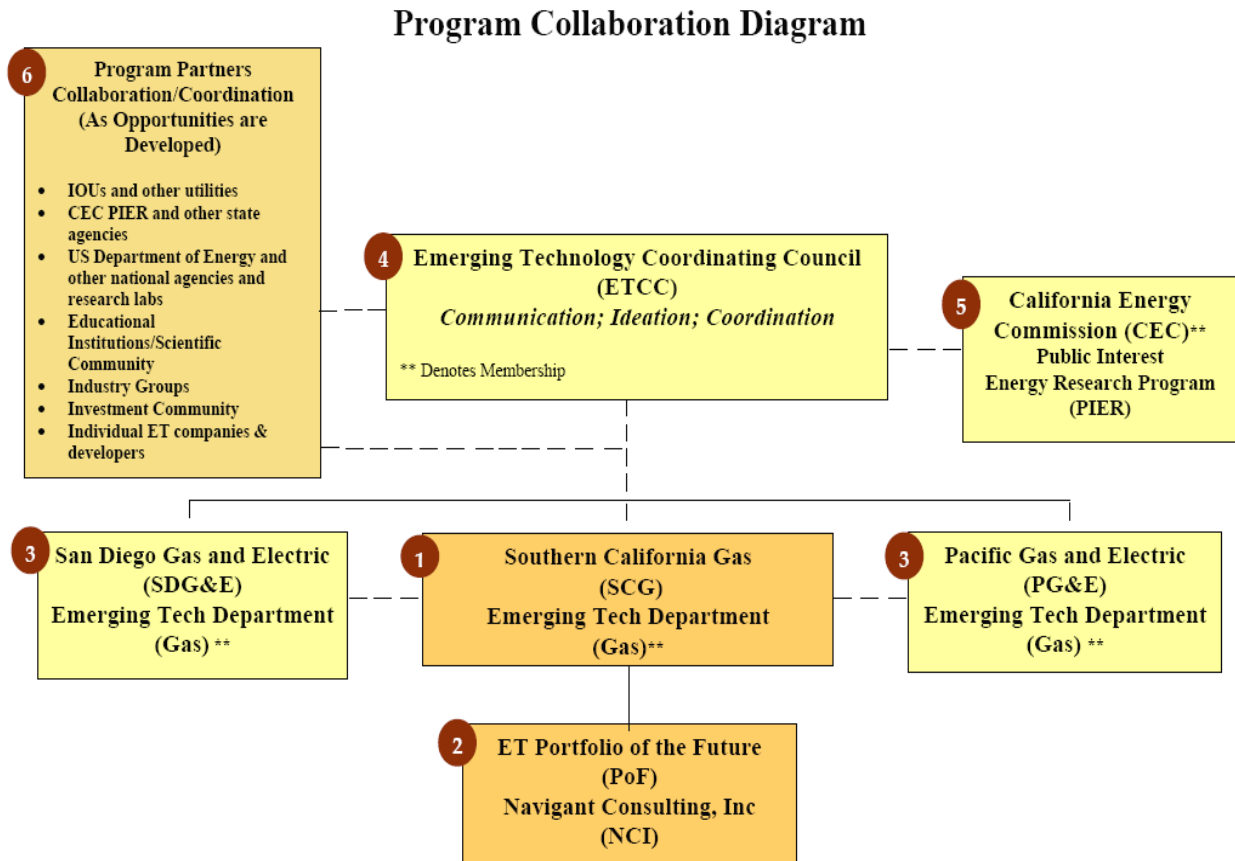 Program Collaboration Diagram
6
Program Partners
Collaboration/Coordination
(As Opportunities are
Developed)
• IOUs and other utilities
• CEC PIER and other state
agencies
• US Department of Energy and
other national agencies and
research labs
• Educational
Institutions/Scientific
Community
• Industry Groups
• Investment Community
• Individual ET companies &
developers
4
Emerging Technology Coordinating Council
(ETCC)
Communication; Ideation; Coordination
** Denotes Membership
5
California Energy
Commission (CEC)**
Public Interest
Energy Research Program
(PIER)
3
San Diego Gas and Electric
(SDG&E)
Emerging Tech Department
(Gas) **
1
Southern California Gas
(SCG)
Emerging Tech Department
(Gas)**
3
Pacific Gas and Electric
(PG&E)
Emerging Tech Department
(Gas) **
2
ET Portfolio of the Future
(PoF)
Navigant Consulting, Inc
(NCI)